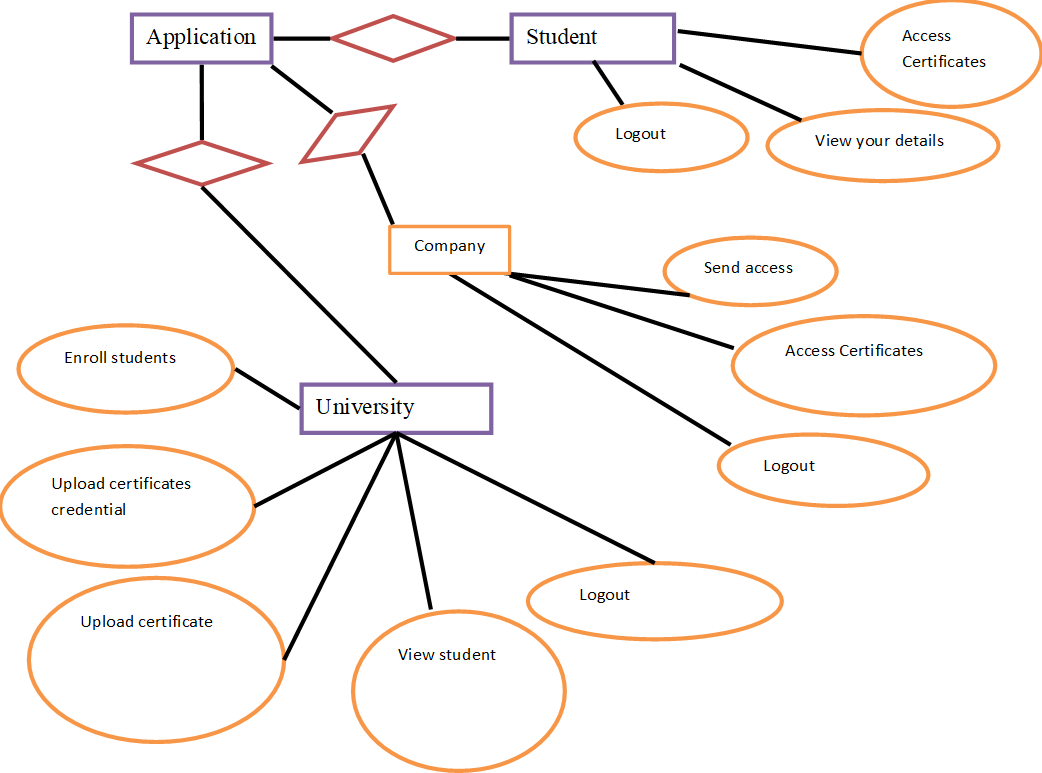 Application
Student
Access
Certificates
Logout
View your details
Company
Send access
Access Certificates
Enroll students
University
Logout
Upload certificates
credential
Logout
Upload certificate
View student